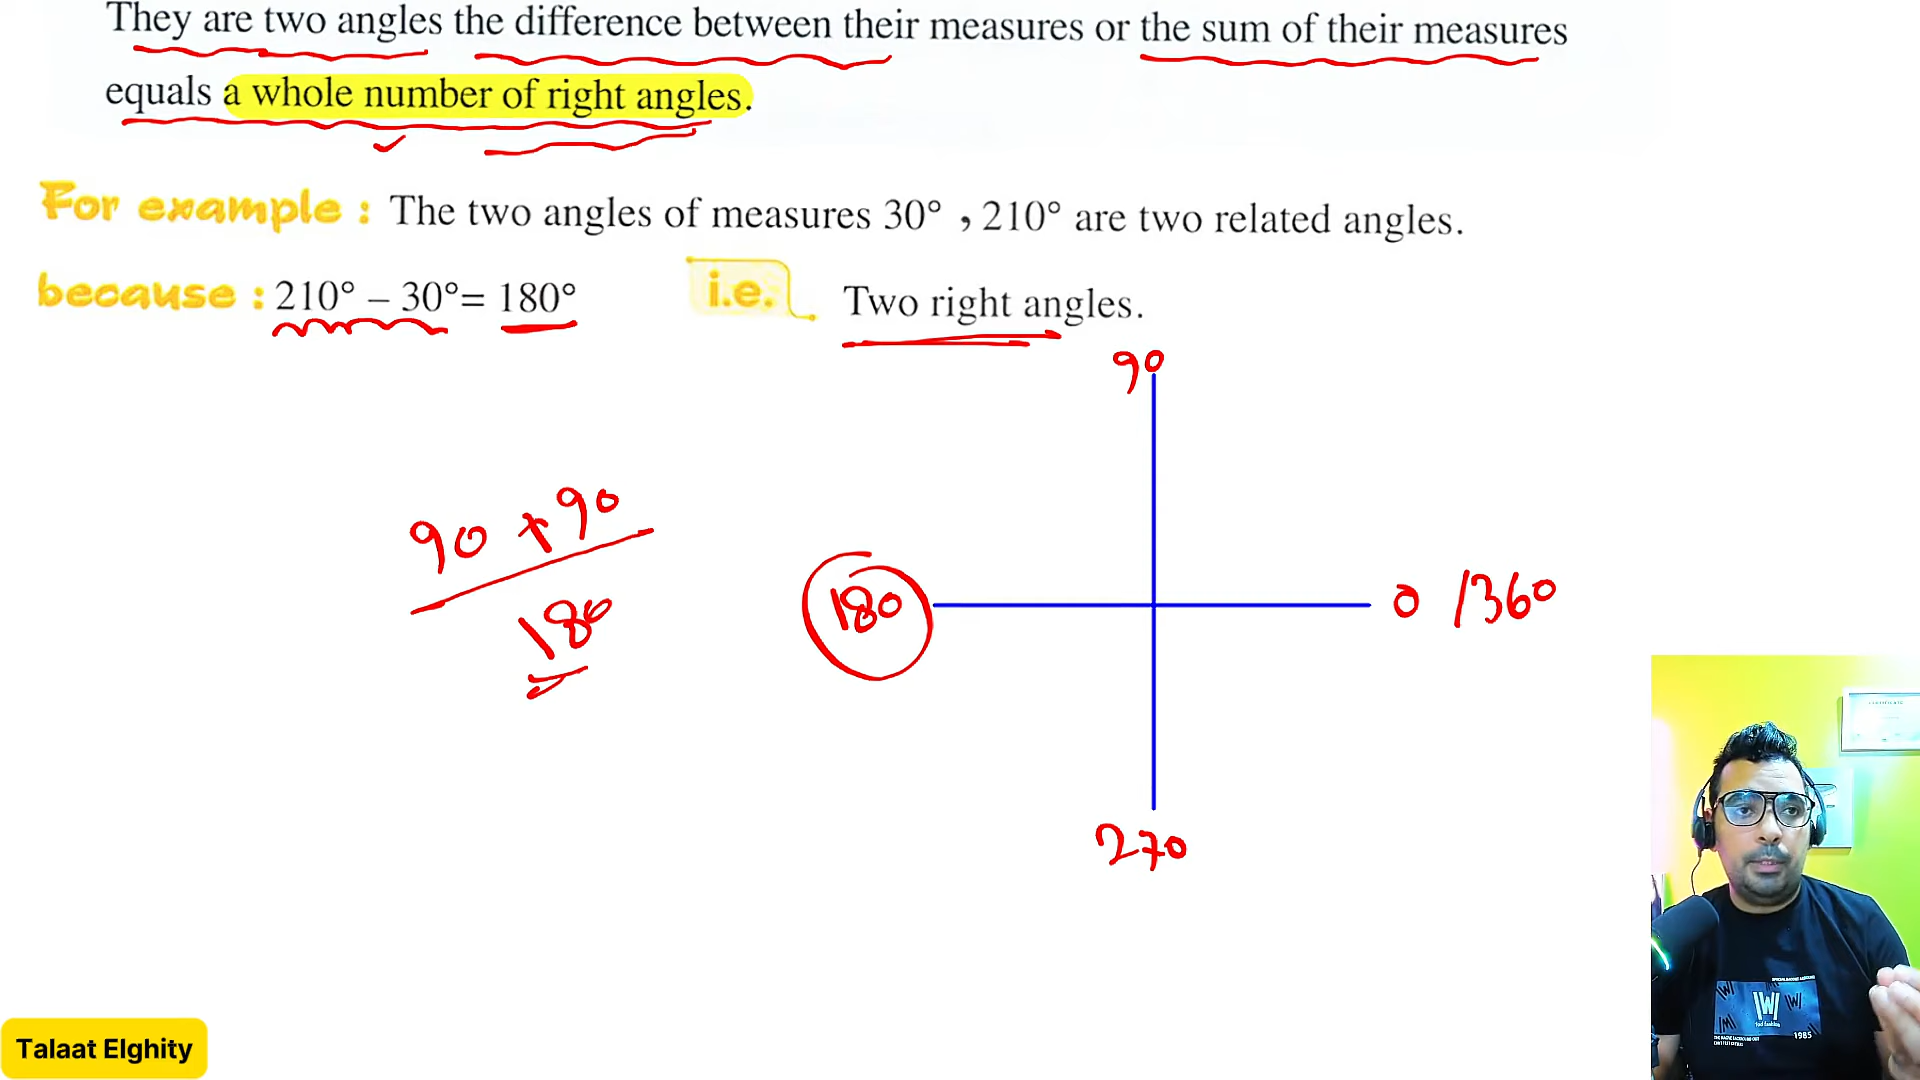 They are two angles the difference between their measures or the sum of their measures
equals a whole number of right angles.
For example : The two angles of measures 30° , 210° are two related angles.
because : 210° – 30°= 180° i.e. Two right angles.
90
90 + 90
180
180
0 /360
270
CERTIFICATE
W
1985
Talaat Elghity